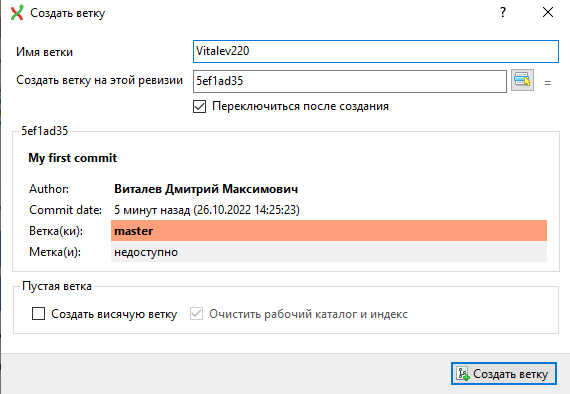 Создать ветку
Имя ветки
Vitalev220
Создать ветку на этой ревизии
5ef1ad35
=
Переключиться после создания
5ef1ad35
My first commit
Author: Виталев Дмитрий Максимович
Commit date: 5 минут назад (26.10.2022 14:25:23)
Ветка(ки): master
Метка(и): недоступно
Пустая ветка
Создать висячую ветку
Очистить рабочий каталог и индекс
Создать ветку